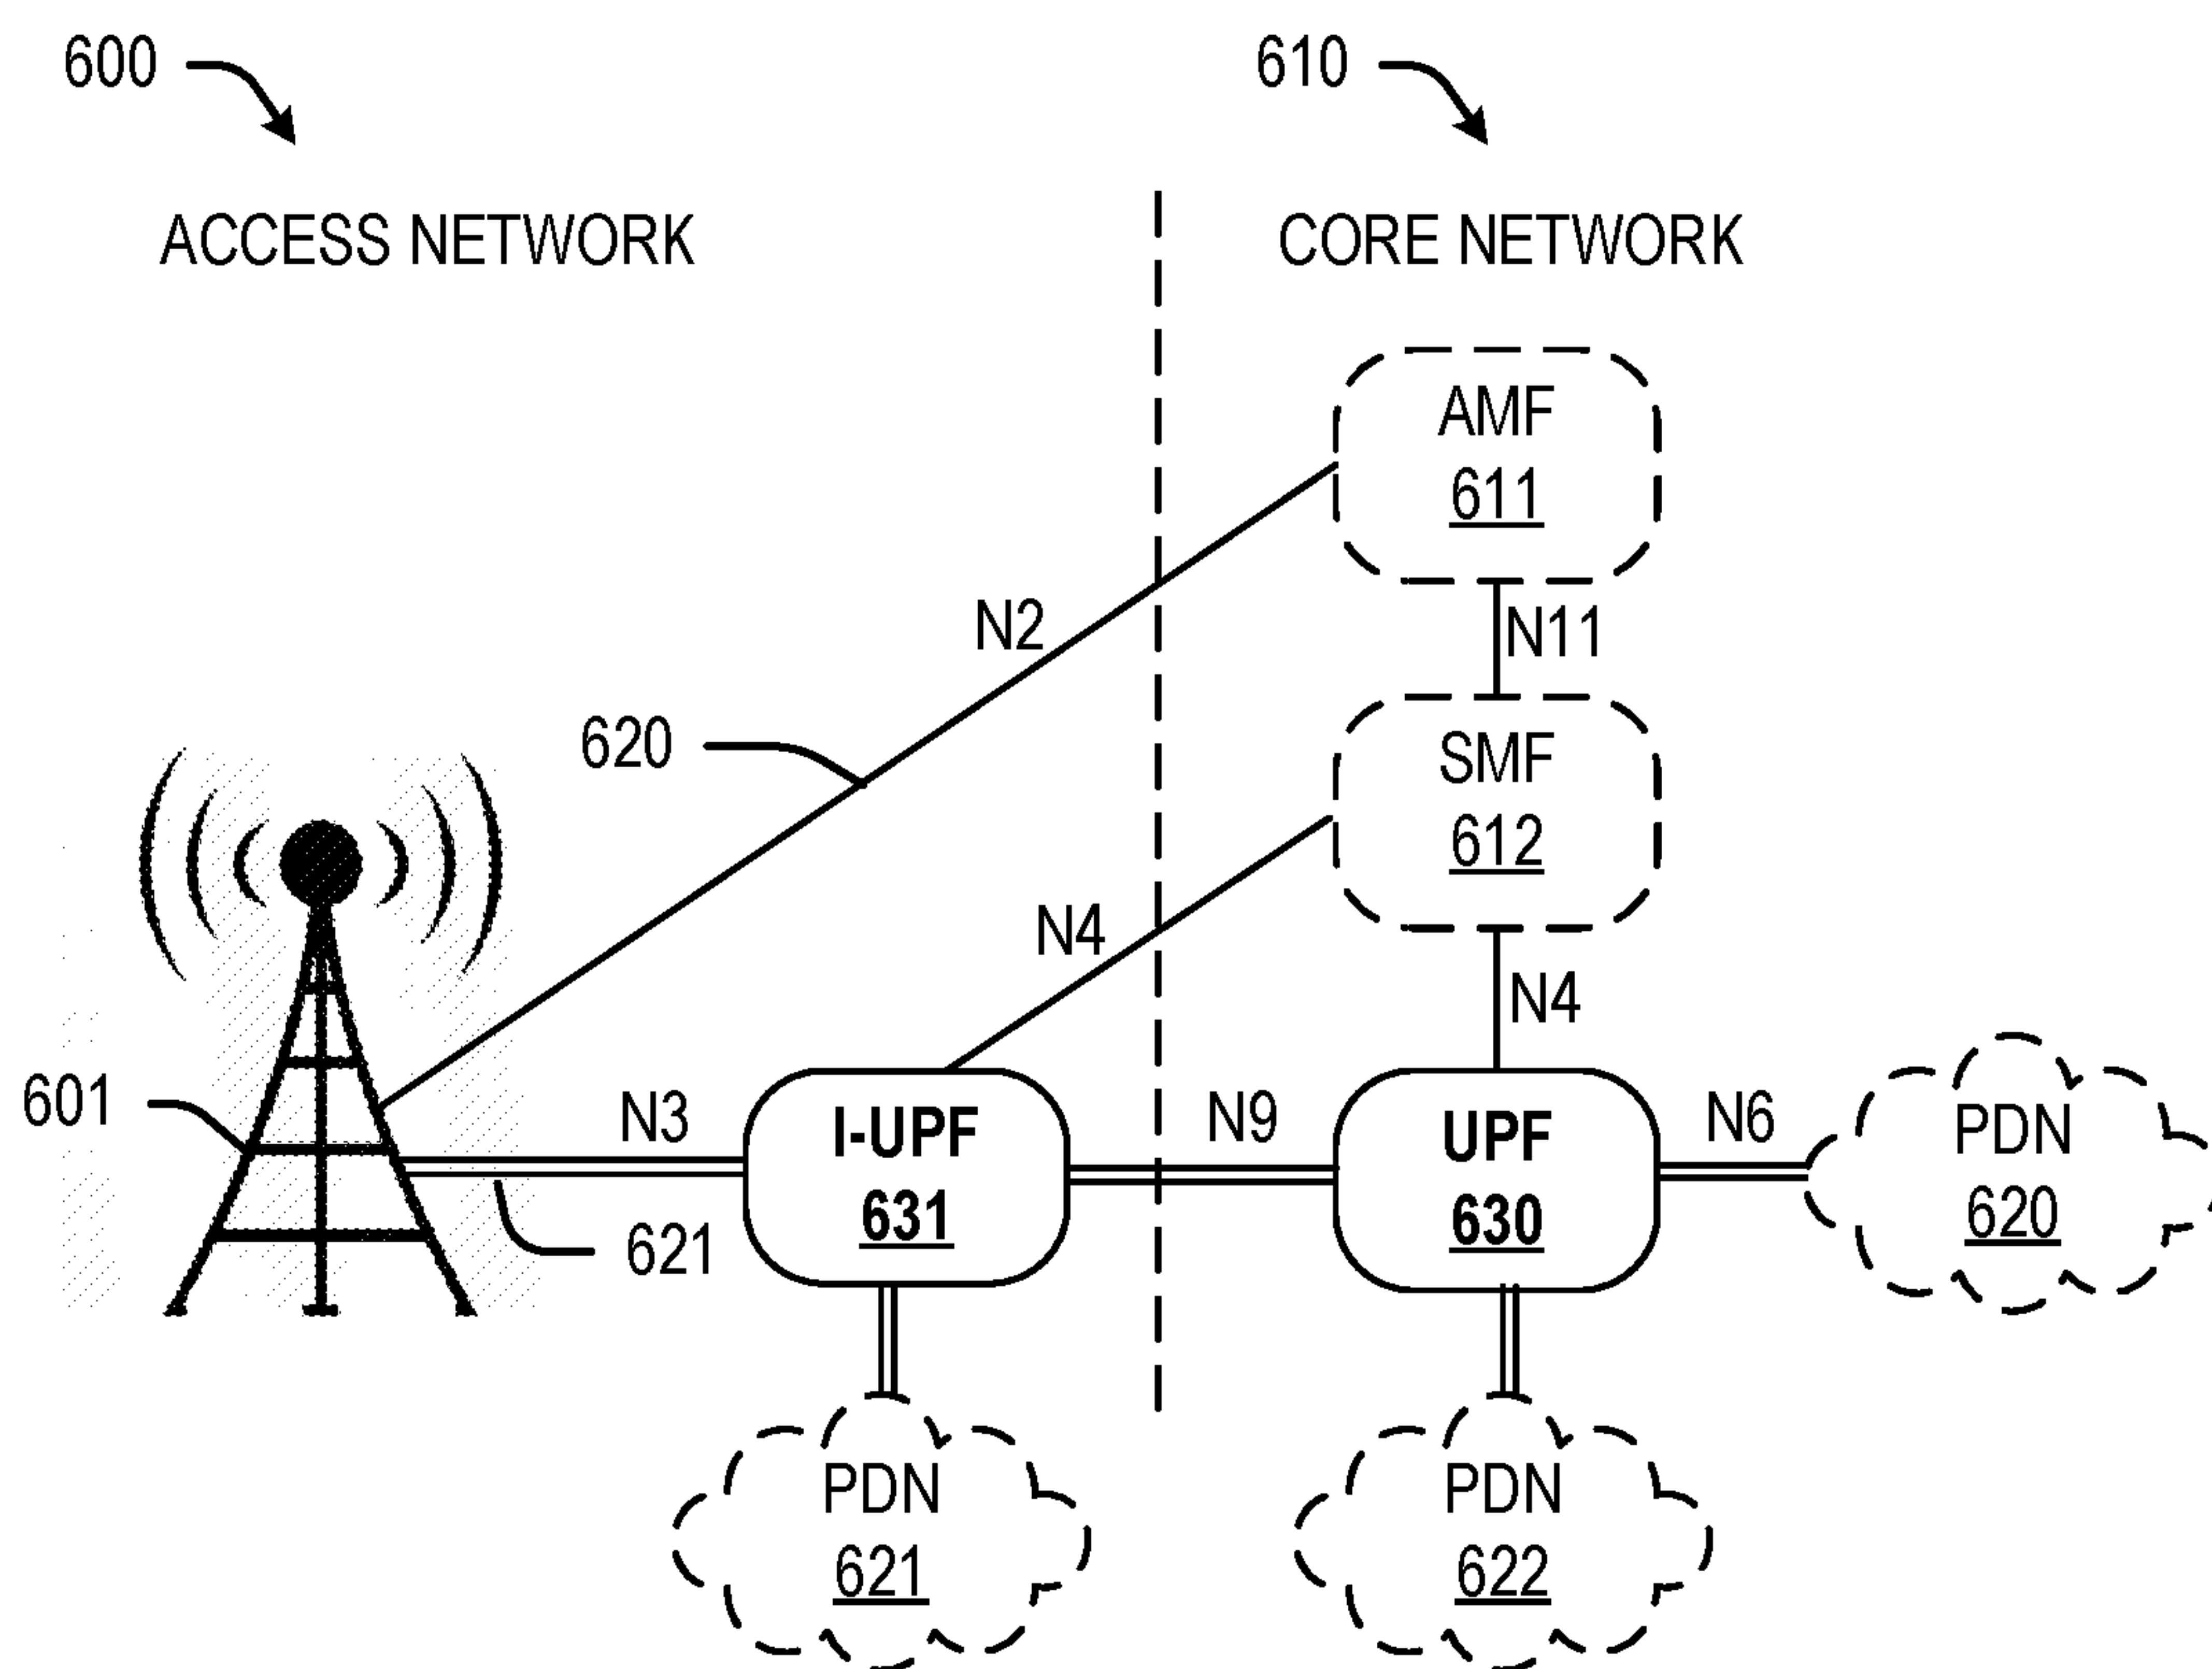 600
610
ACCESS NETWORK
CORE NETWORK
AMF
611
N2
N11
620
SMF
612
N4
N4
601
N3
I-UPF
631
N9
UPF
630
N6
PDN
620
621
PDN
621
PDN
622